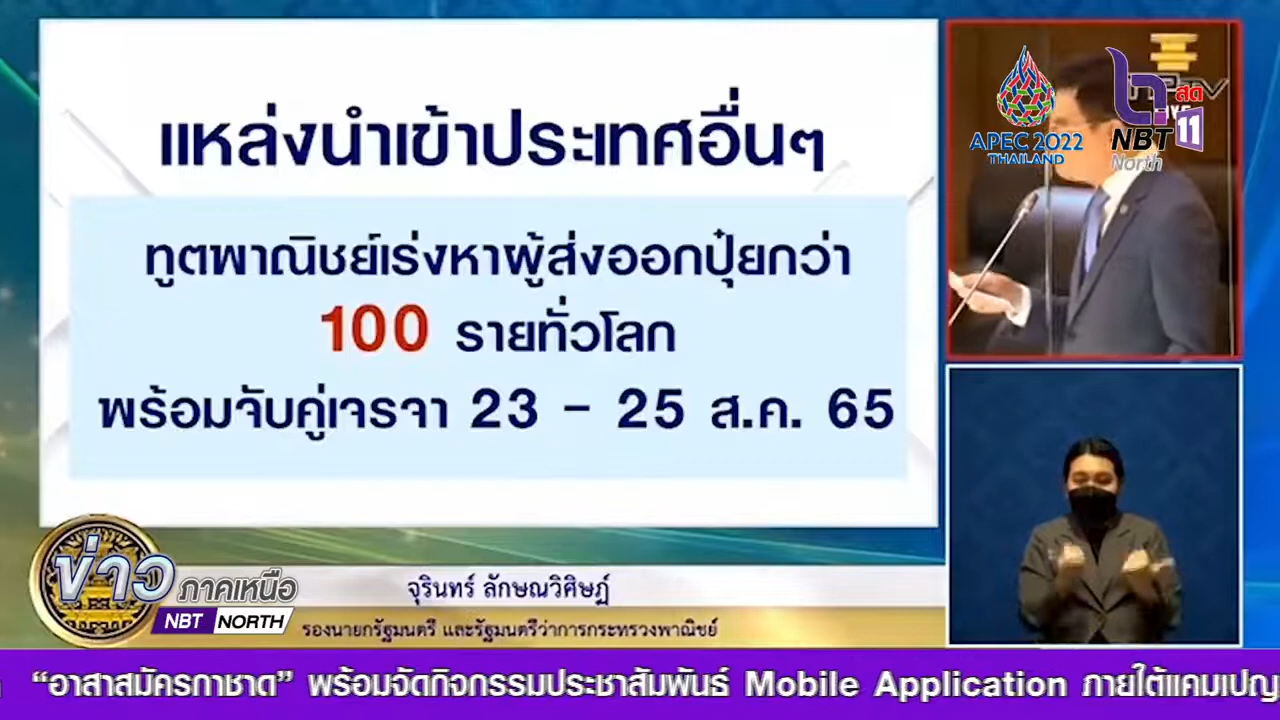 แหล่งนำเข้าประเทศอื่นๆ
ทูตพาณิชย์เร่งหาผู้ส่งออกปุ๋ยกว่า
100 รายทั่วโลก
พร้อมจับคู่เจรจา 23 - 25 ส.ค. 65
APEC 2022
THAILAND
สด
NBT 11
North
ข่าว ภาคเหนือ
NBT NORTH
จุรินทร์ ลักษณวิศิษฏ์
รองนายกรัฐมนตรี และรัฐมนตรีว่าการกระทรวงพาณิชย์
“อาสาสมัครกาชาด” พร้อมจัดกิจกรรมประชาสัมพันธ์ Mobile Application ภายใต้แคมเปญ